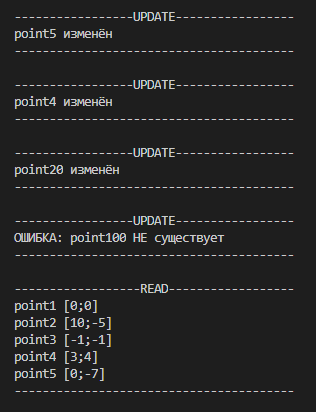 -----------------UPDATE-----------------
point5 изменён
----------------------------------------
-----------------UPDATE-----------------
point4 изменён
----------------------------------------
-----------------UPDATE-----------------
point20 изменён
----------------------------------------
-----------------UPDATE-----------------
ОШИБКА: point100 НЕ существует
----------------------------------------
------------------READ------------------
point1 [0;0]
point2 [10;-5]
point3 [-1;-1]
point4 [3;4]
point5 [0;-7]
----------------------------------------